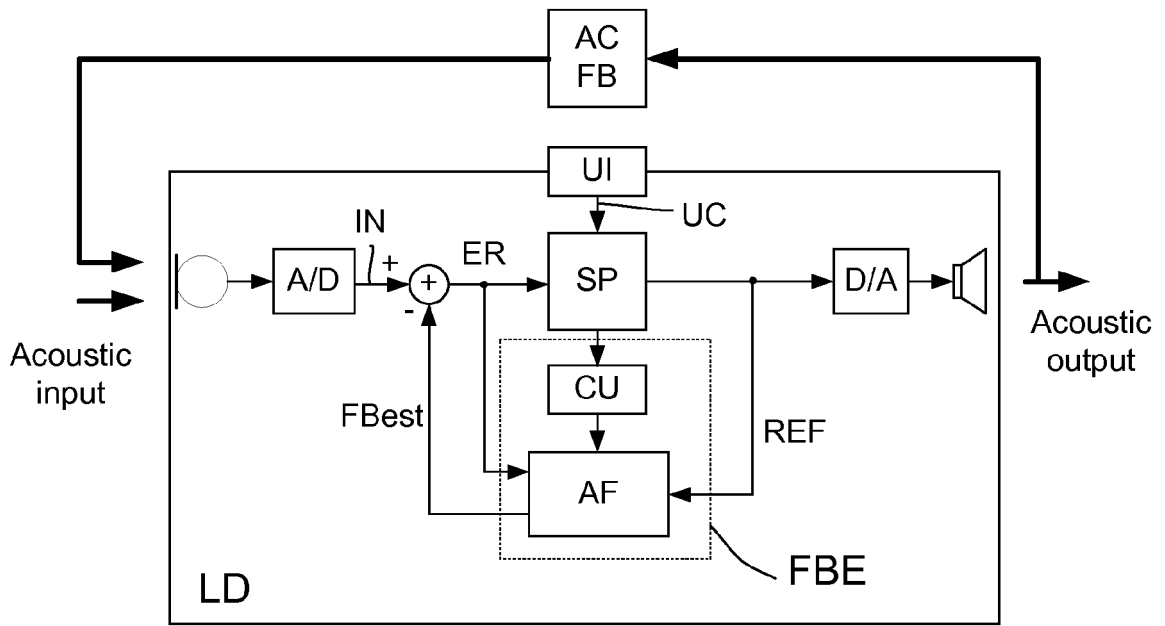 AC
FB
UI
UC
IN
+
ER
A/D
+
-
SP
D/A
Acoustic
input
Acoustic
output
CU
FBest
REF
AF
FBE
LD